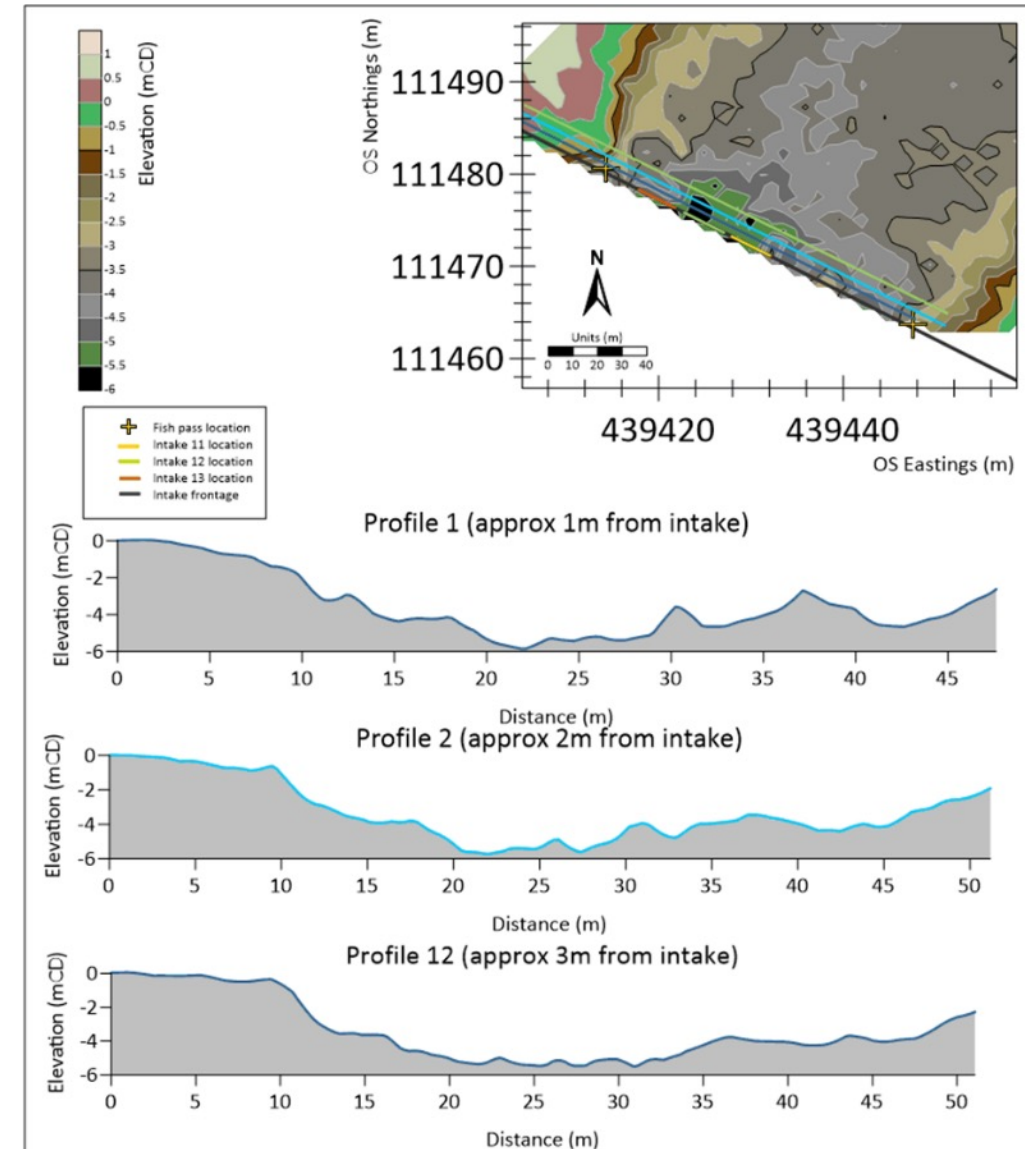 1
0.5
0
-0.5
-1
-1.5
-2
-2.5
-3
-3.5
-4
-4.5
-5
-5.5
-6
Elevation (mCD)
OS Northings (m)
111490
111480
111470
111460
N
Units (m)
0 10 20 30 40
439420 439440
OS Eastings (m)
Fish pass location
Intake 11 location
Intake 12 location
Intake 13 location
Intake frontage
Profile 1 (approx 1m from intake)
Elevation (mCD)
0
-2
-4
-6
0 5 10 15 20 25 30 35 40 45
Distance (m)
Profile 2 (approx 2m from intake)
Elevation (mCD)
0
-2
-4
-6
0 5 10 15 20 25 30 35 40 45 50
Distance (m)
Profile 12 (approx 3m from intake)
Elevation (mCD)
0
-2
-4
-6
0 5 10 15 20 25 30 35 40 45 50
Distance (m)